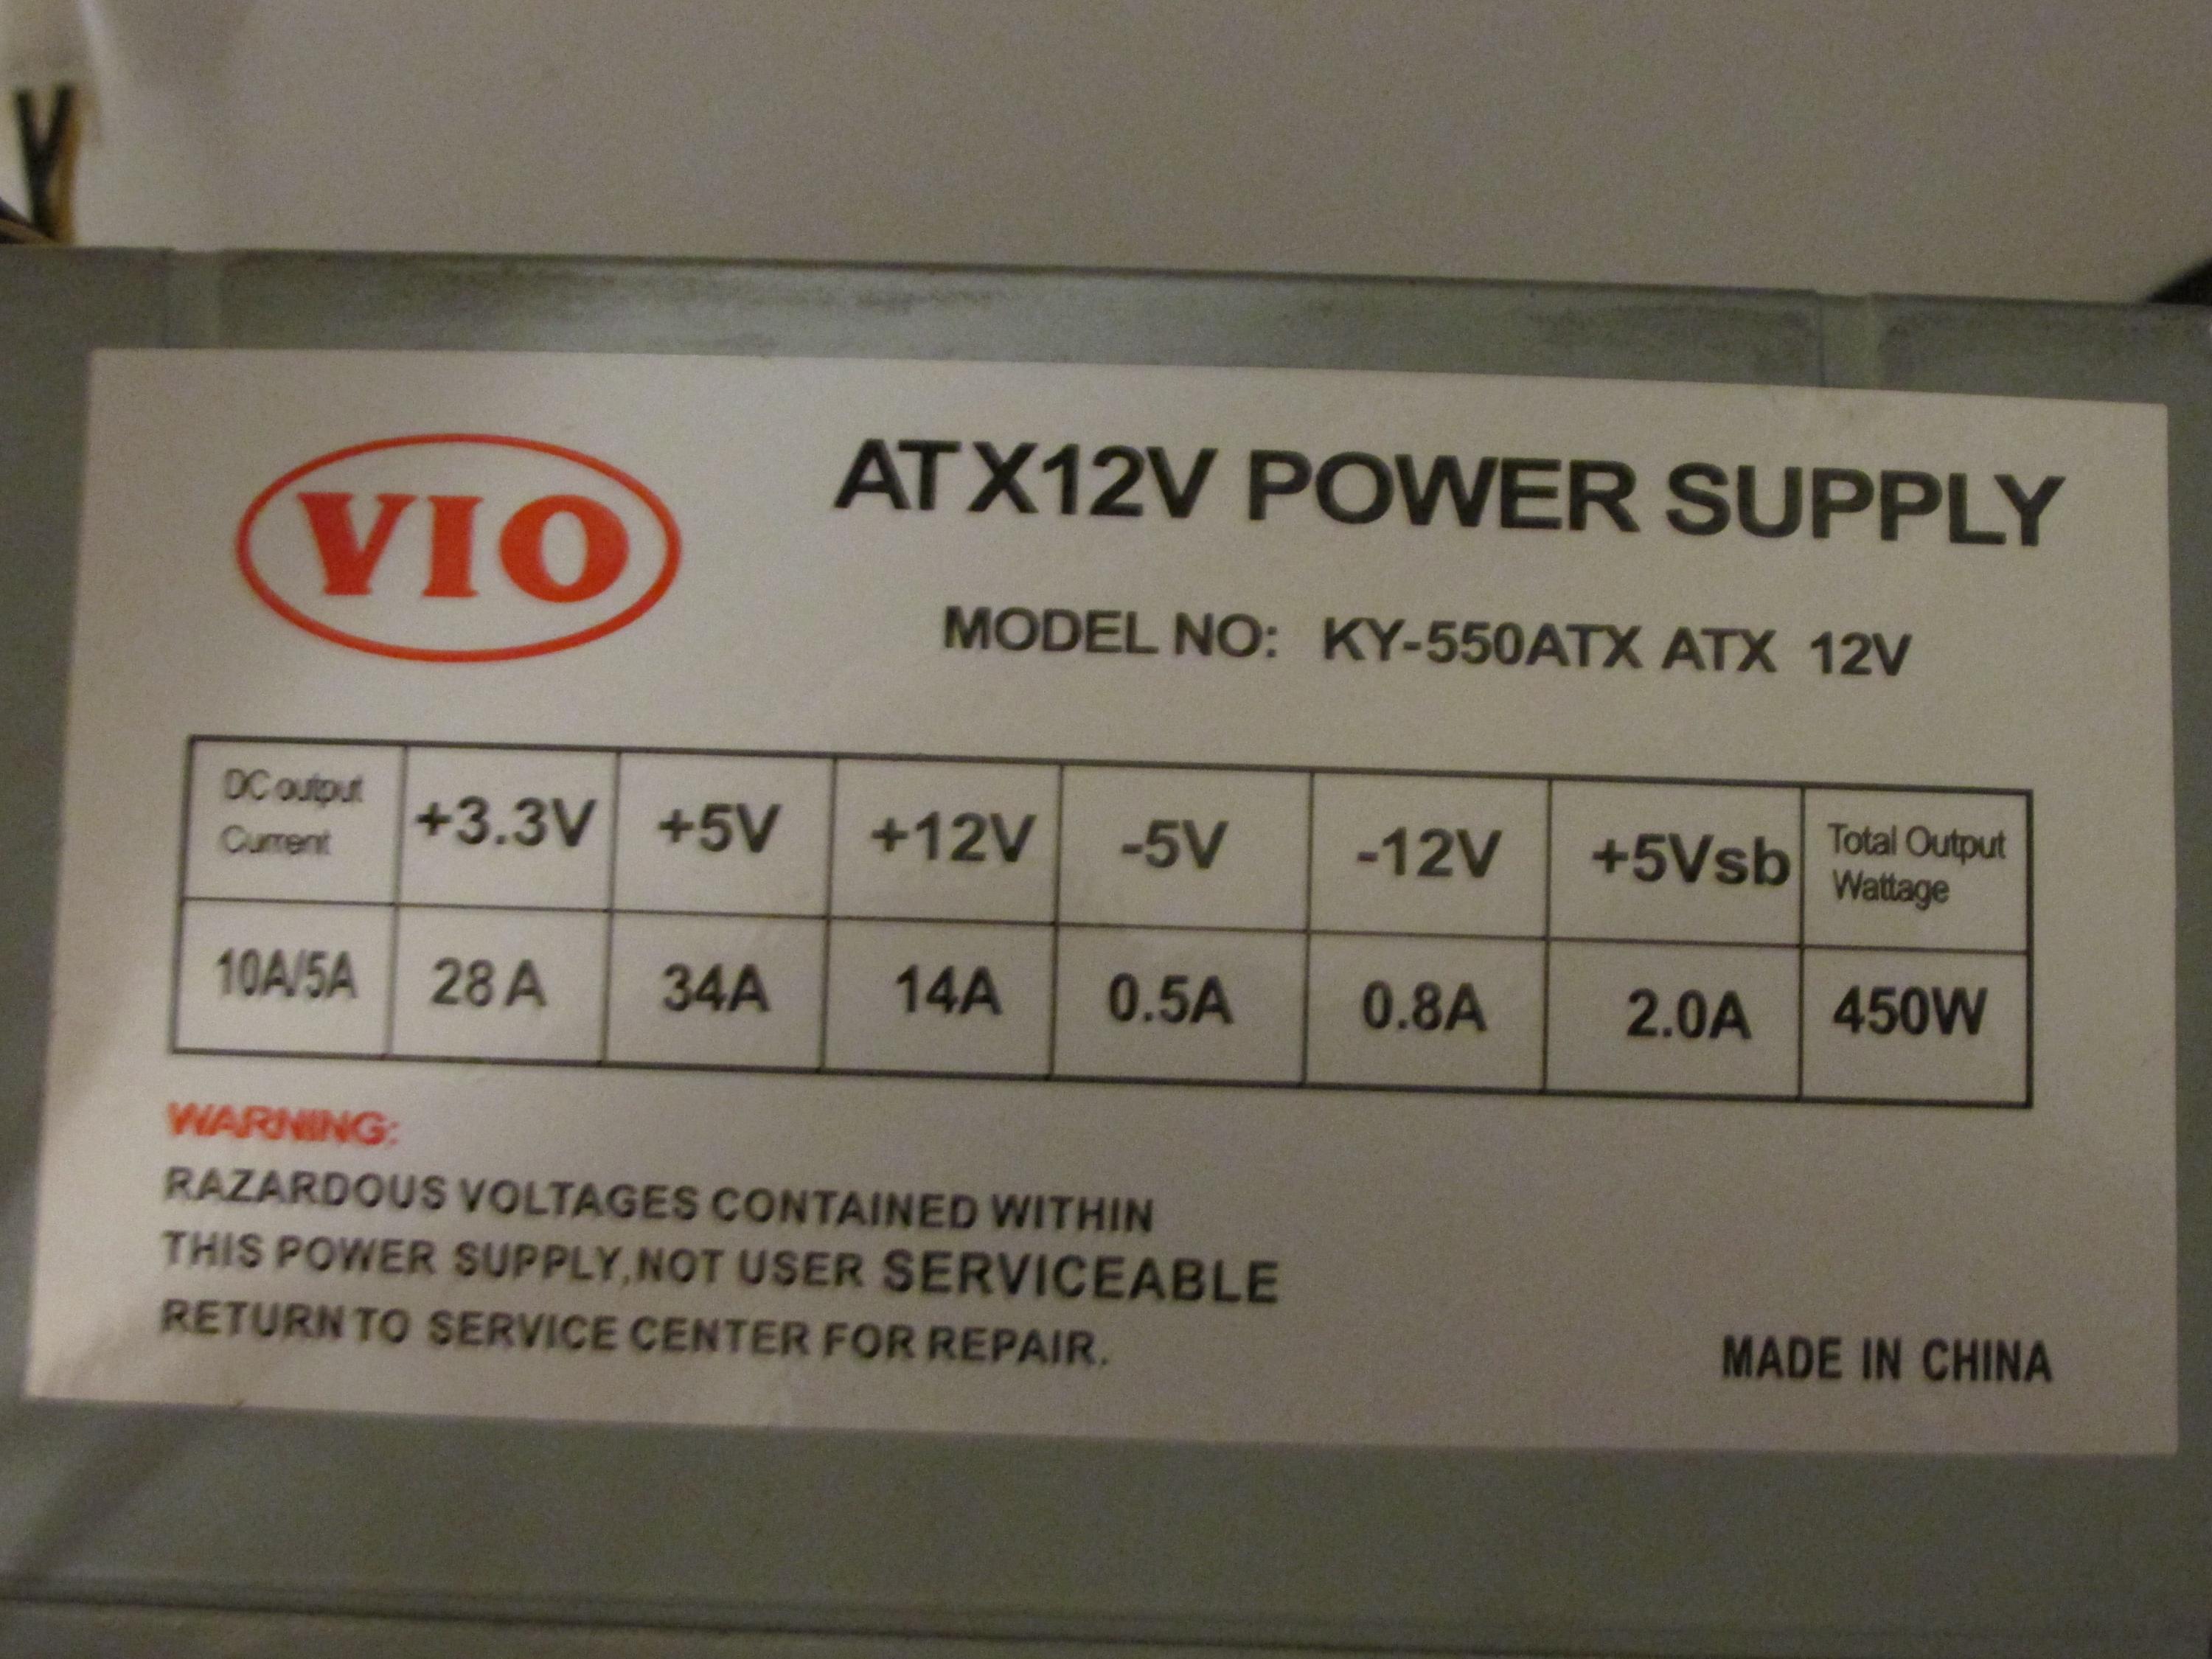 VIO
ATX12V POWER SUPPLY
MODEL NO: KY-550ATX ATX 12V
DC output Current +3.3V +5V +12V -5V -12V +5Vsb Total Output Wattage
10A/5A 28A 34A 14A 0.5A 0.8A 2.0A 450W
WARNING:
RAZARDOUS VOLTAGES CONTAINED WITHIN
THIS POWER SUPPLY,NOT USER SERVICEABLE
RETURN TO SERVICE CENTER FOR REPAIR.
MADE IN CHINA